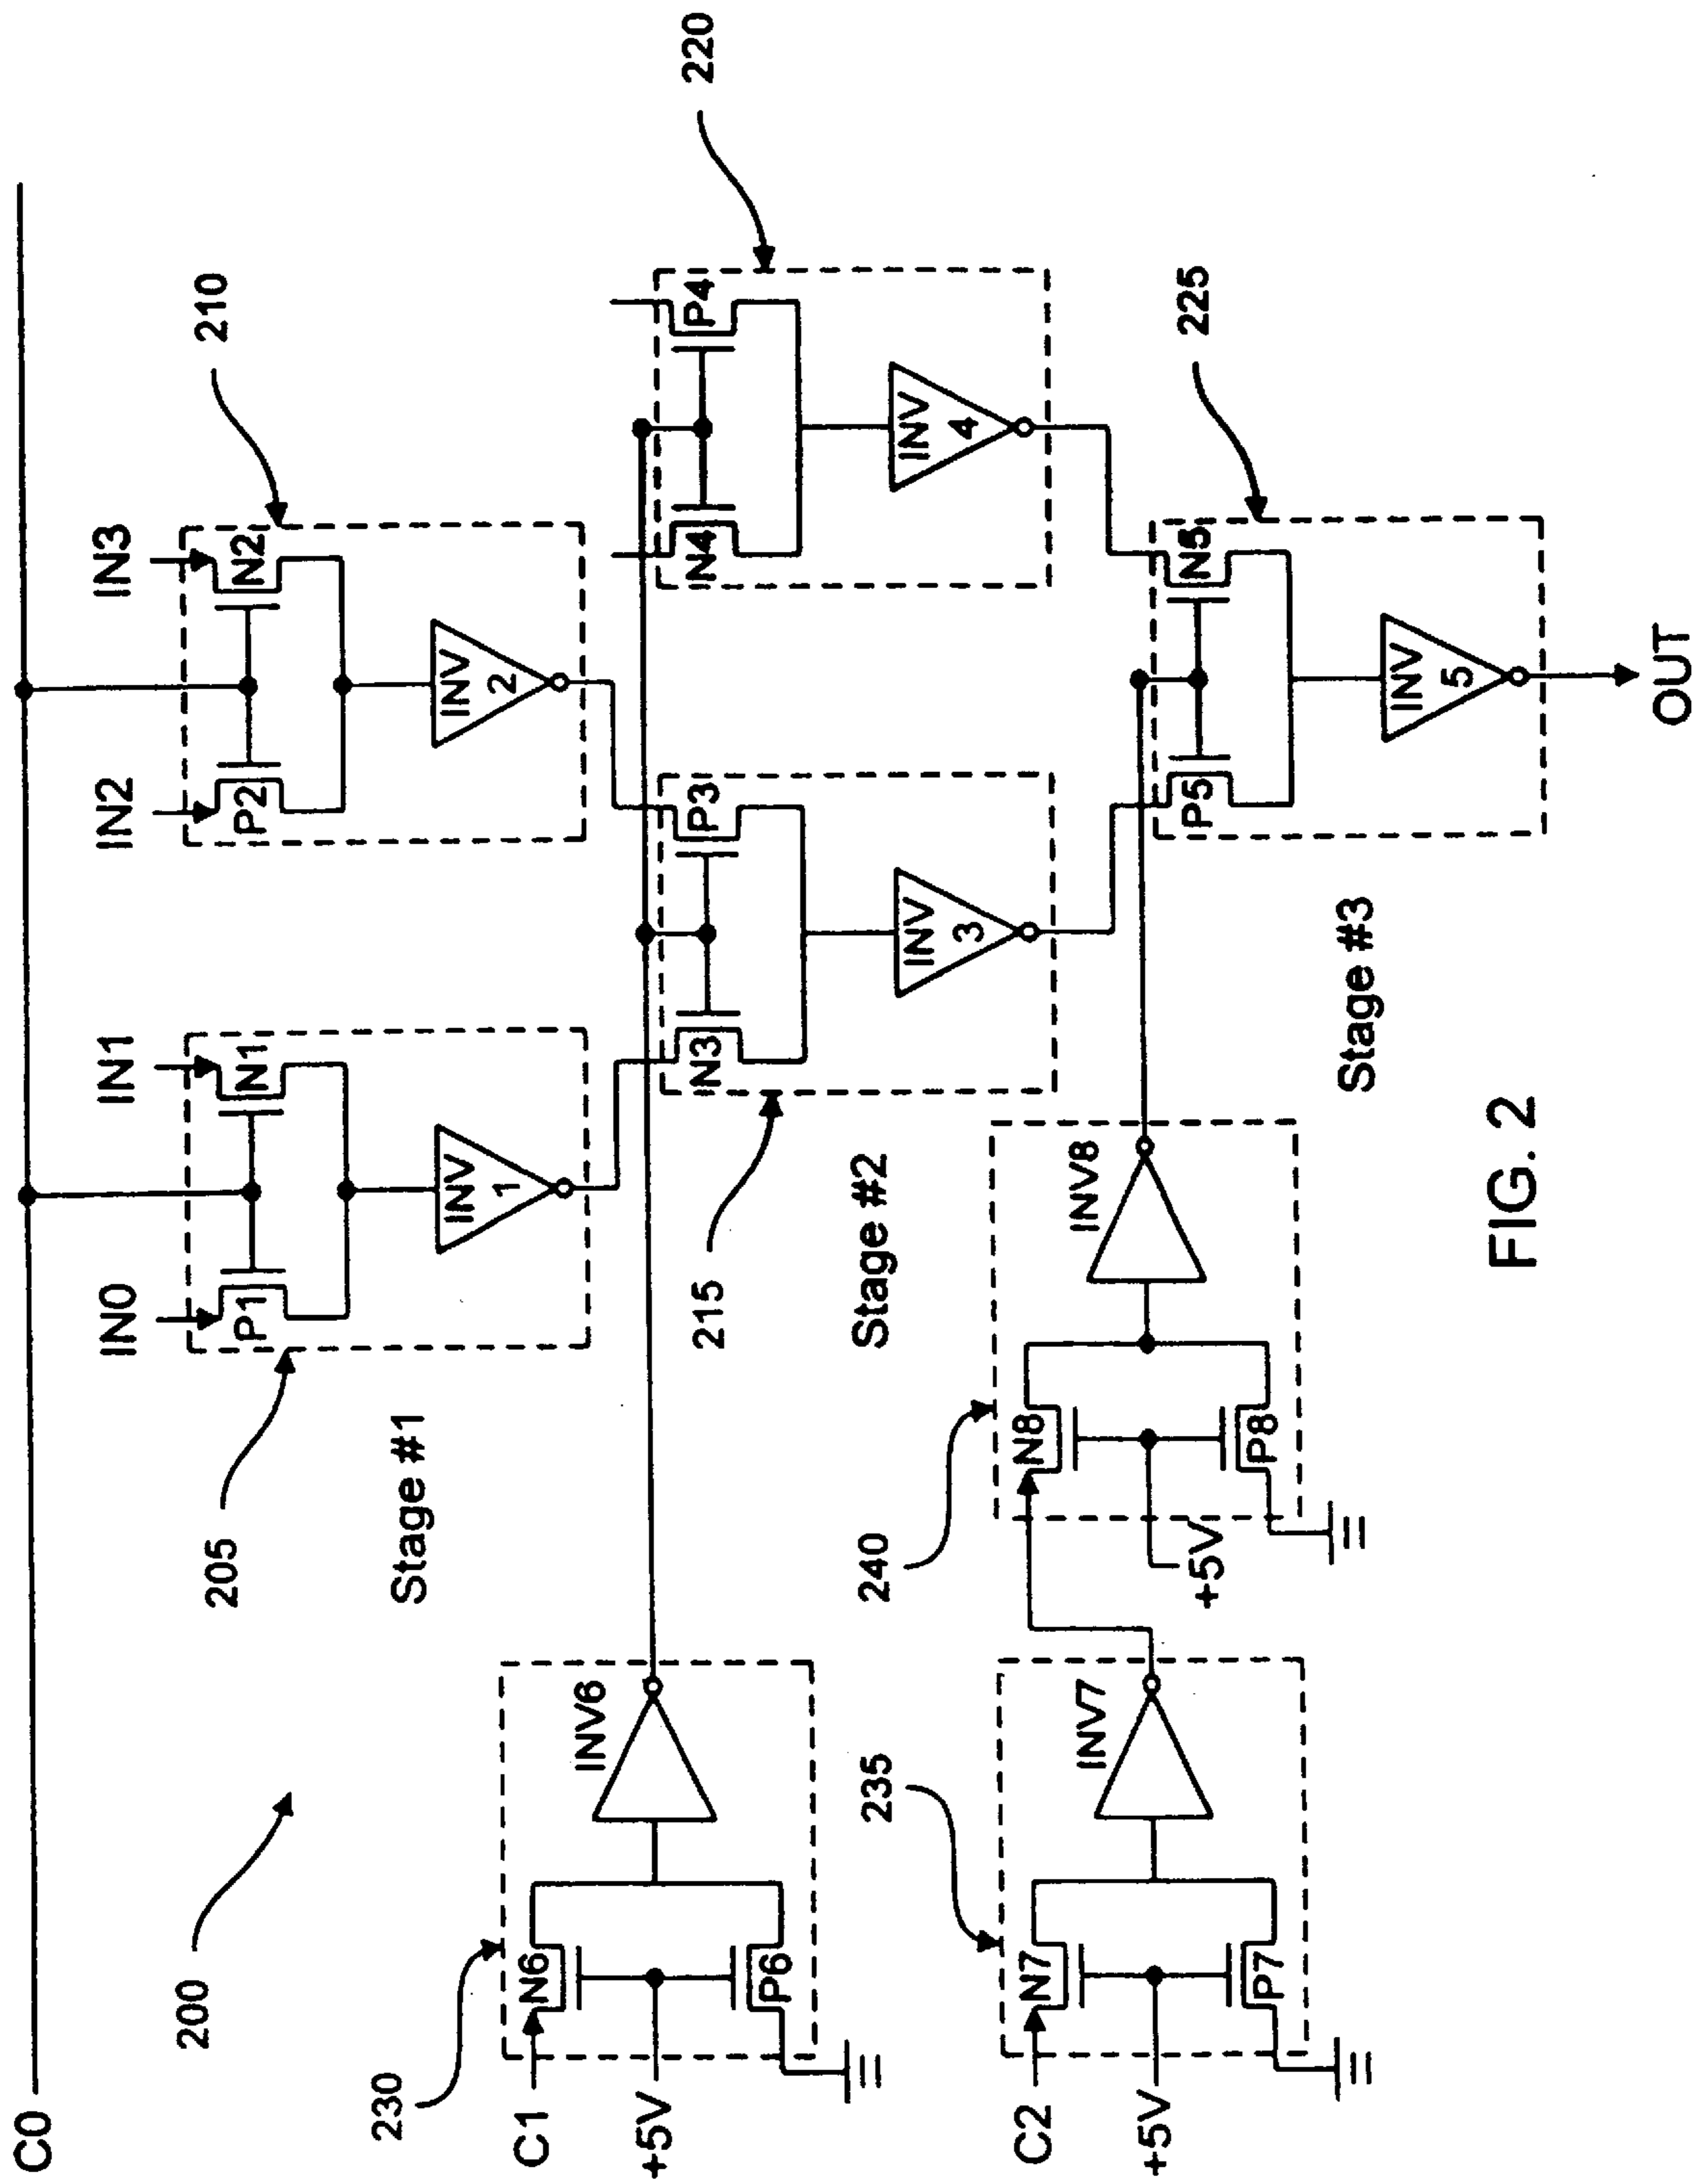 C0
IN0
IN1
IN2
IN3
P1
N1
P2
N2
205
210
INV
1
INV
2
200
Stage #1
230
C1
N6
INV6
+5V
P6
N3
P3
N4
P4
215
220
INV
3
INV
4
Stage #2
235
240
C2
N7
INV7
+5V
P7
N8
INV8
+5V
P8
P5
N5
225
INV
5
Stage #3
OUT
FIG. 2